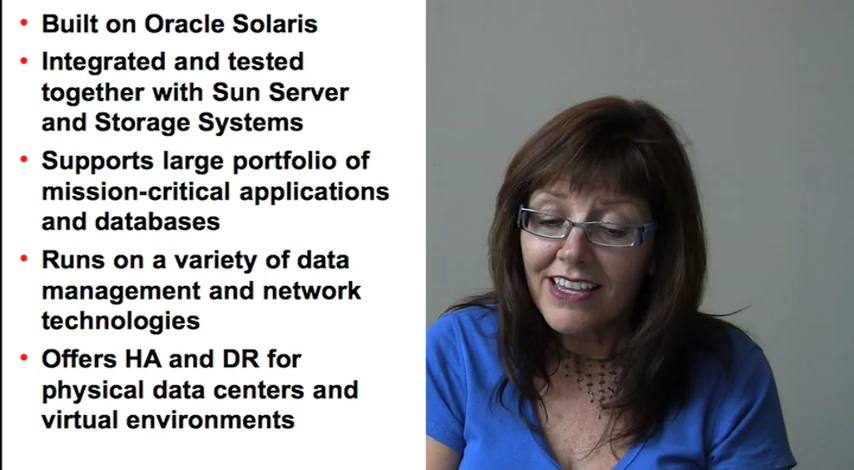 • Built on Oracle Solaris
• Integrated and tested
together with Sun Server
and Storage Systems
• Supports large portfolio of
mission-critical applications
and databases
• Runs on a variety of data
management and network
technologies
• Offers HA and DR for
physical data centers and
virtual environments